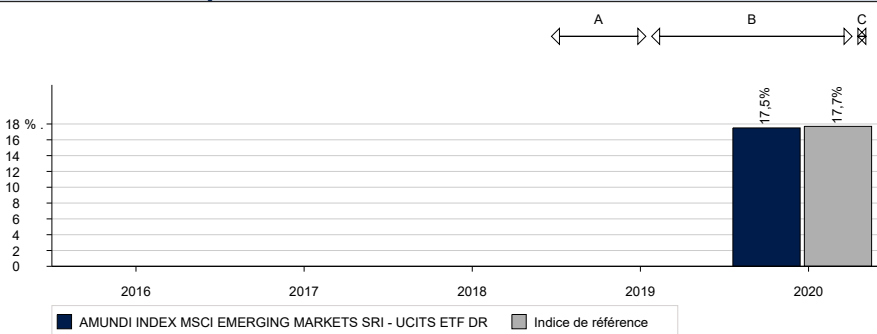 A B C
17,5%
17,7%
18 % .
16
14
12
10
8
6
4
2
0
2016 2017 2018 2019 2020
AMUNDI INDEX MSCI EMERGING MARKETS SRI - UCITS ETF DR Indice de référence